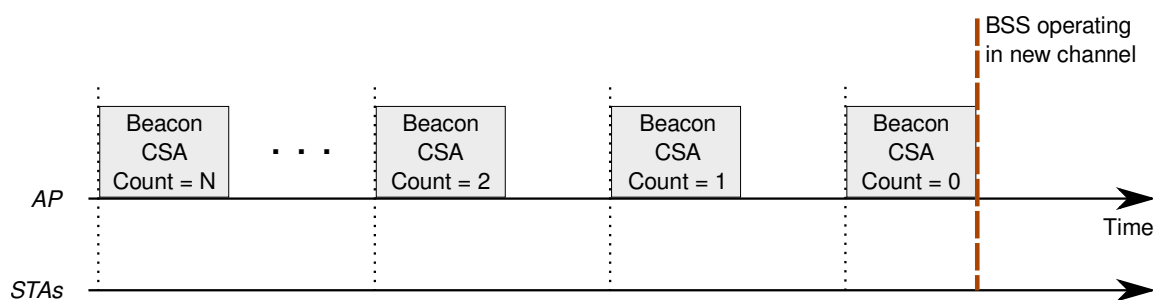 BSS operating
in new channel
Beacon
CSA
Count = N
. . .
Beacon
CSA
Count = 2
Beacon
CSA
Count = 1
Beacon
CSA
Count = 0
AP
Time
STAs